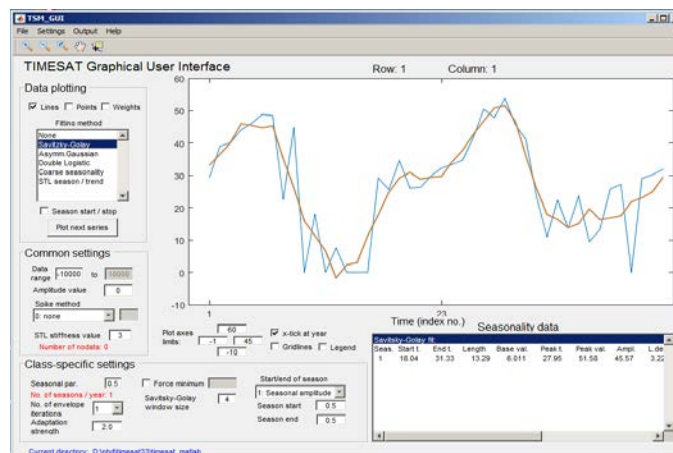 TSM_GUI
File Settings Output Help
TIMESAT Graphical User Interface
Row: 1 Column: 1
Data plotting
Lines Points Weights
Fitting method
None
Savitzky-Golay
Asymm.Gaussian
Double Logistic
Coarse seasonality
STL season / trend
Season start / stop
Plot next series
Common settings
Data range -10000 to 10000
Amplitude value 0
Spike method
0: none
STL stiffness value 3
Number of nodata: 0
60
50
40
30
20
10
0
-10
1 23
Time (index no.)
Plot axes limits:
60
-1 45
-10
x-tick at year
Gridlines Legend
Seasonality data
Savitsky-Golay fit:
Seas. Start t. End t. Length Base val. Peak t. Peak val. Ampl. L.de
1 18.04 31.33 13.29 6.011 27.95 51.58 45.57 3.22
Class-specific settings
Seasonal par. 0.5
No. of seasons / year: 1
No. of envelope iterations 1
Adaptation strength 2.0
Force minimum
Savitsky-Golay window size 4
Start/end of season
1: Seasonal amplitude
Season start 0.5
Season end 0.5